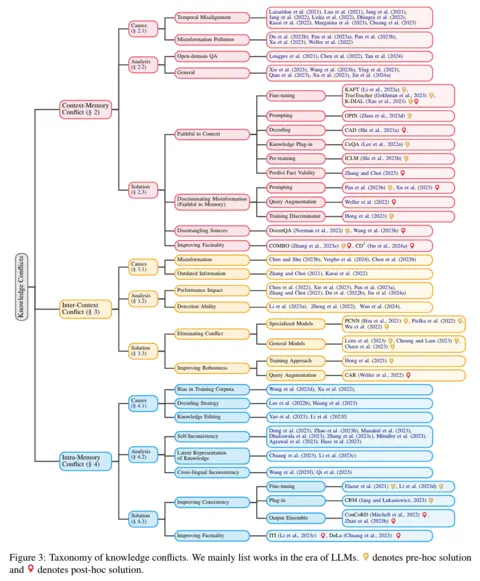 Knowledge Conflicts
Context-Memory
Conflict (§ 2)
Causes
(§ 2.1)
Temporal Misalignment
Lazaridou et al. (2021), Luu et al. (2021), Jang et al. (2021),
Jang et al. (2022), Liska et al. (2022), Dhingra et al. (2022),
Kasai et al. (2022), Margatina et al. (2023), Cheang et al. (2023)
Misinformation Pollution
Du et al. (2022b), Pan et al. (2023a), Pan et al. (2023b),
Xu et al. (2023), Weller et al. (2022)
Analysis
(§ 2.2)
Open-domain QA
Longpre et al. (2021), Chen et al. (2022), Tan et al. (2024)
General
Xie et al. (2023), Wang et al. (2023h), Ying et al. (2023),
Qian et al. (2023), Xu et al. (2023), Jin et al. (2024a)
Solution
(§ 2.3)
Faithful to Context
Fine-tuning
KAFT (Li et al., 2022a) ,
TrueTeacher (Gekhman et al., 2023) ,
K-DIAL (Xue et al., 2023)
Prompting
OPIN (Zhou et al., 2023d)
Decoding
CAD (Shi et al., 2023a) ,
Knowledge Plug-in
CuQA (Lee et al., 2022a)
Pre-training
ICLM (Shi et al., 2023b)
Predict Fact Validity
Zhang and Choi (2023)
Discriminating Misinformation
(Faithful to Memory)
Prompting
Pan et al. (2023b) , Xu et al. (2023)
Query Augmentation
Weller et al. (2022)
Training Discriminator
Hong et al. (2023)
Disentangling Sources
DisentQA (Neeman et al., 2022) , Wang et al. (2023h)
Improving Factuality
COMBO (Zhang et al., 2023e) , CD² (Jin et al., 2024a)
Inter-Context
Conflict (§ 3)
Causes
(§ 3.1)
Misinformation
Chen and Shu (2023b), Vergho et al. (2024), Chen et al. (2023b)
Outdated Information
Zhang and Choi (2021), Kasai et al. (2022)
Analysis
(§ 3.2)
Performance Impact
Chen et al. (2022), Xie et al. (2023), Pan et al. (2023a),
Zhang and Choi (2021), Du et al. (2022b), Jin et al. (2024a)
Detection Ability
Li et al. (2023a), Zheng et al. (2022), Wan et al. (2024),
Solution
(§ 3.3)
Eliminating Conflict
Specialized Models
PCNN (Hsu et al., 2021) , Pielka et al. (2022) ,
Wu et al. (2022)
General Models
Leite et al. (2023) , Cheung and Lam (2023) ,
Chern et al. (2023)
Improving Robustness
Training Approach
Hong et al. (2023)
Query Augmentation
CAR (Weller et al., 2022)
Intra-Memory
Conflict (§ 4)
Causes
(§ 4.1)
Bias in Training Corpora
Wang et al. (2023d), Xu et al. (2022),
Decoding Strategy
Lee et al. (2022b), Huang et al. (2023)
Knowledge Editing
Yao et al. (2023), Li et al. (2023f)
Analysis
(§ 4.2)
Self-Inconsistency
Dong et al. (2023), Zhao et al. (2023b), Manakul et al. (2023),
Dhuliawala et al. (2023), Zhang et al. (2023c), Mündler et al. (2023),
Agrawal et al. (2023), Hase et al. (2023)
Latent Representation
of Knowledge
Chuang et al. (2023), Li et al. (2023c)
Cross-lingual Inconsistency
Wang et al. (2023f), Qi et al. (2023)
Solution
(§ 4.3)
Improving Consistency
Fine-tuning
Elazar et al. (2021) , Li et al. (2023d)
Plug-in
CRM (Jang and Lukasiewicz, 2023)
Output Ensemble
ConCoRD (Mitchell et al., 2022) ,
Zhao et al. (2023b)
Improving Factuality
ITI (Li et al., 2023c) , DoLa (Chuang et al., 2023)
Figure 3: Taxonomy of knowledge conflicts. We mainly list works in the era of LLMs. denotes pre-hoc solution
and denotes post-hoc solution.